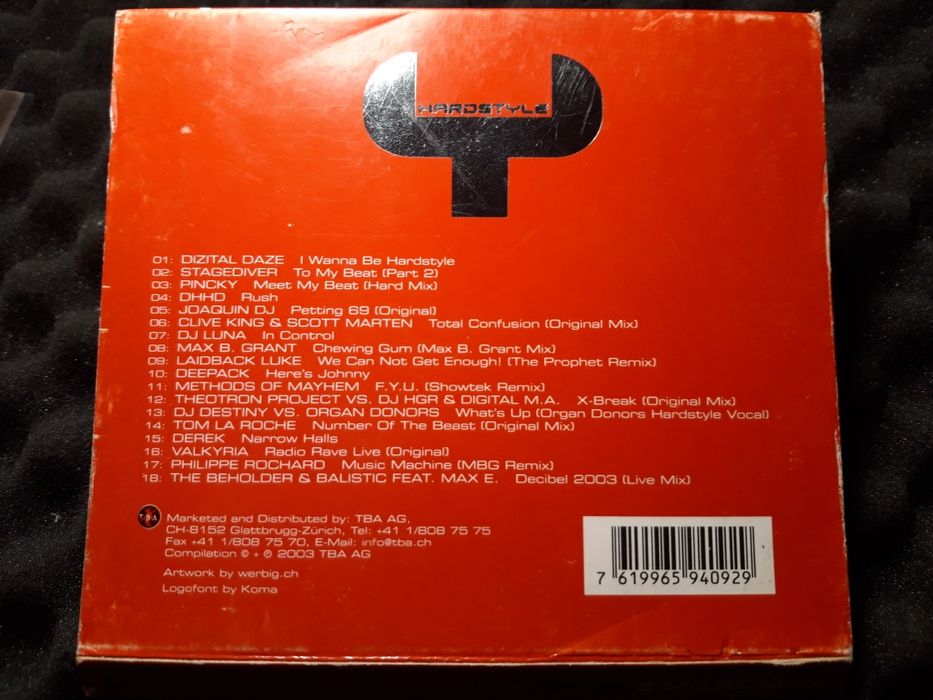 HARDSTYLE
01: DIZITAL DAZE I Wanna Be Hardstyle
02: STAGEDIVER To My Beat (Part 2)
03: PINCKY Meet My Beat (Hard Mix)
04: DHHD Rush
05: JOAQUIN DJ Petting 69 (Original)
06: CLIVE KING & SCOTT MARTEN Total Confusion (Original Mix)
07: DJ LUNA In Control
08: MAX B. GRANT Chewing Gum (Max B. Grant Mix)
09: LAIDBACK LUKE We Can Not Get Enough! (The Prophet Remix)
10: DEEPACK Here's Johnny
11: METHODS OF MAYHEM F.Y.U. (Showtek Remix)
12: THEOTRON PROJECT VS. DJ HGR & DIGITAL M.A. X-Break (Original Mix)
13: DJ DESTINY VS. ORGAN DONORS What's Up (Organ Donors Hardstyle Vocal)
14: TOM LA ROCHE Number Of The Beast (Original Mix)
15: DEREK Narrow Halls
16: VALKYRIA Radio Rave Live (Original)
17: PHILIPPE ROCHARD Music Machine (MBG Remix)
18: THE BEHOLDER & BALISTIC FEAT. MAX E. Decibel 2003 (Live Mix)
TBA Marketed and Distributed by: TBA AG,
CH-8152 Glattbrugg-Zürich, Tel: +41 1/808 75 75
Fax +41 1/808 75 70, E-Mail: info@tba.ch
Compilation © + ℗ 2003 TBA AG
Artwork by werbig.ch
Logofont by Koma
7 619965 940929